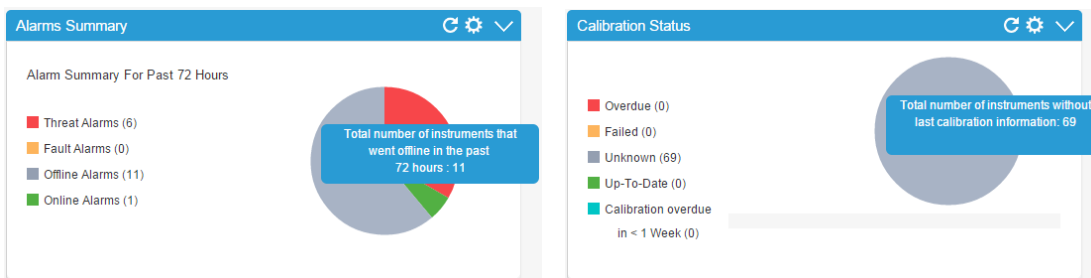 Alarms Summary
Alarm Summary For Past 72 Hours
Threat Alarms (6)
Fault Alarms (0)
Offline Alarms (11)
Online Alarms (1)
Total number of instruments that
went offline in the past
72 hours : 11
Calibration Status
Overdue (0)
Failed (0)
Unknown (69)
Up-To-Date (0)
Calibration overdue
in < 1 Week (0)
Total number of instruments without
last calibration information: 69